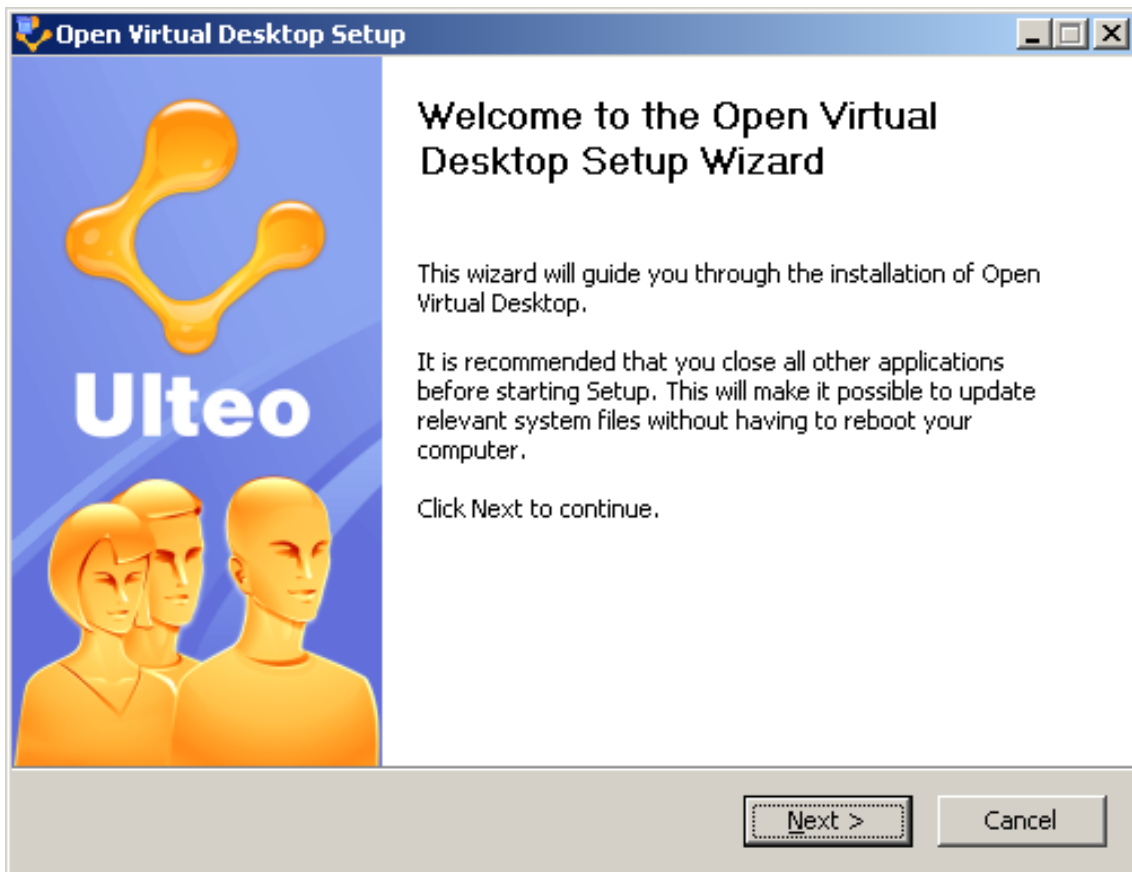 Open Virtual Desktop Setup
Welcome to the Open Virtual
Desktop Setup Wizard
This wizard will guide you through the installation of Open
Virtual Desktop.
It is recommended that you close all other applications
before starting Setup. This will make it possible to update
relevant system files without having to reboot your
computer.
Click Next to continue.
Ulteo
Next >
Cancel